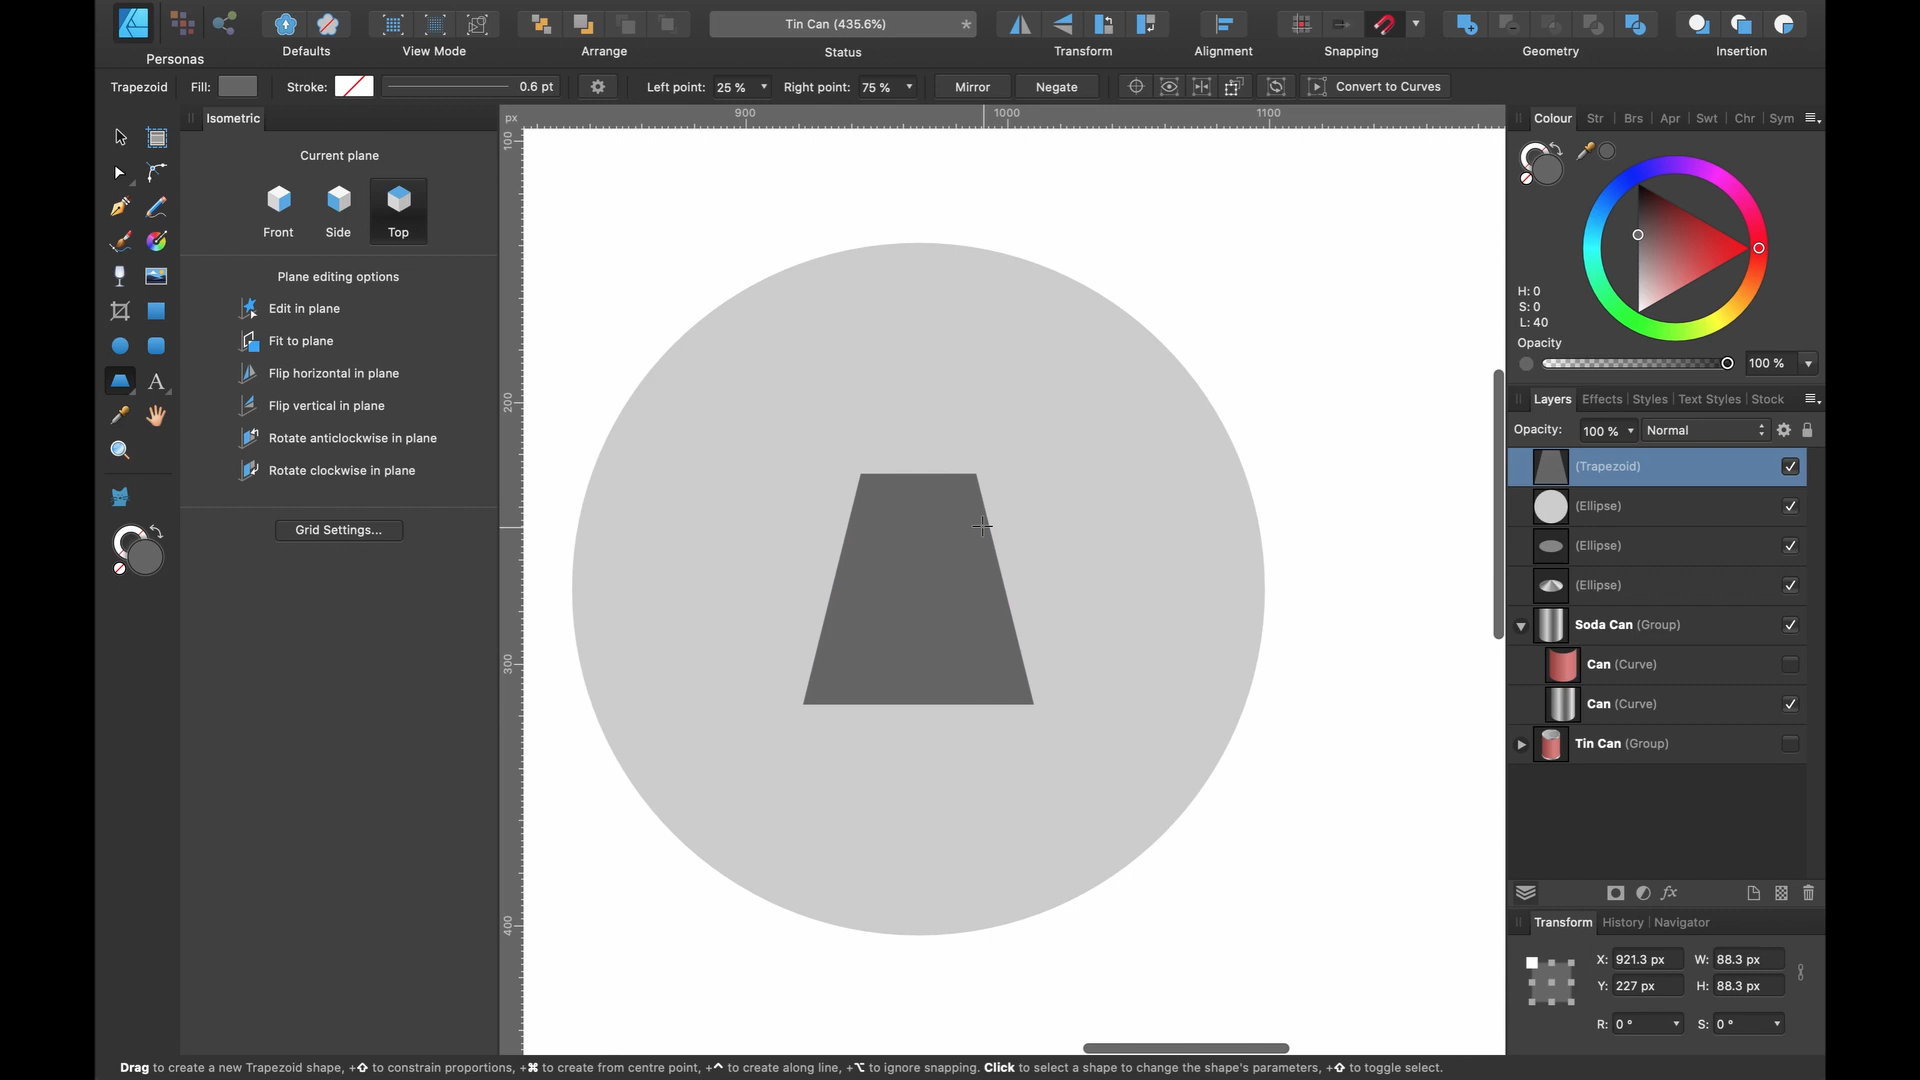 Tin Can (435.6%)
*
Personas
Defaults
View Mode
Arrange
Status
Transform
Alignment
Snapping
Geometry
Insertion
Trapezoid
Fill:
Stroke:
0.6 pt
Left point: 25 %
Right point: 75 %
Mirror
Negate
Convert to Curves
Isometric
Current plane
Front
Side
Top
Plane editing options
Edit in plane
Fit to plane
Flip horizontal in plane
Flip vertical in plane
Rotate anticlockwise in plane
Rotate clockwise in plane
Grid Settings...
px
900
1000
1100
100
200
300
400
Colour Str Brs Apr Swt Chr Sym
H: 0
S: 0
L: 40
Opacity
100 %
Layers Effects Styles Text Styles Stock
Opacity: 100 % Normal
(Trapezoid)
(Ellipse)
(Ellipse)
(Ellipse)
Soda Can (Group)
Can (Curve)
Can (Curve)
Tin Can (Group)
Transform History Navigator
X: 921.3 px W: 88.3 px
Y: 227 px H: 88.3 px
R: 0 ° S: 0 °
Drag to create a new Trapezoid shape, +⇧ to constrain proportions, +⌘ to create from centre point, +⌃ to create along line, +⌥ to ignore snapping. Click to select a shape to change the shape's parameters, +⇧ to toggle select.